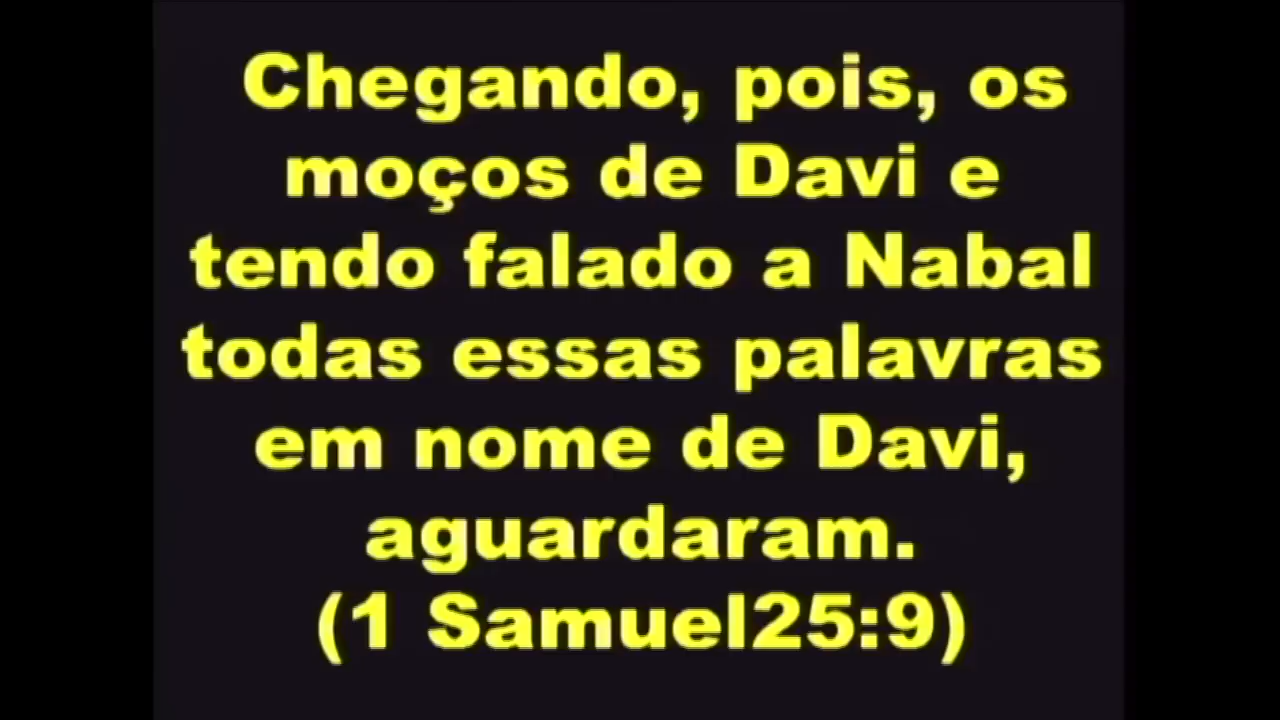 Chegando, pois, os
moços de Davi e
tendo falado a Nabal
todas essas palavras
em nome de Davi,
aguardaram.
(1 Samuel25:9)